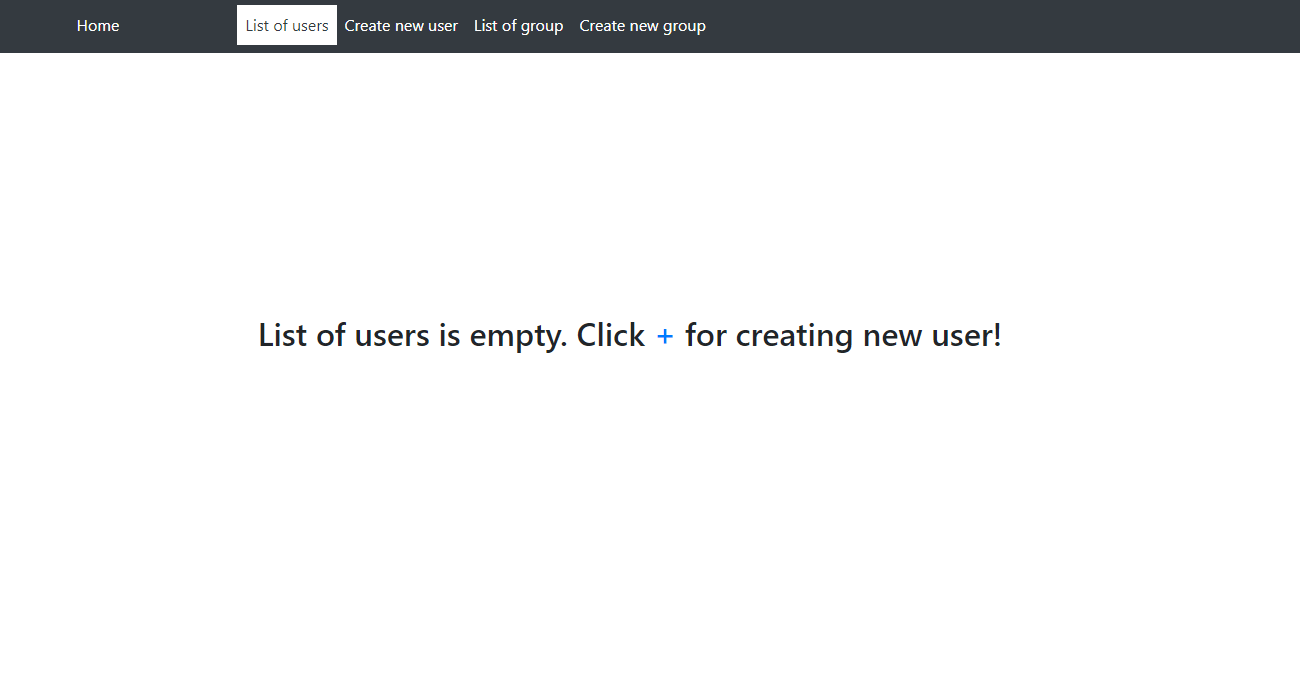 Home List of users Create new user List of group Create new group
List of users is empty. Click + for creating new user!